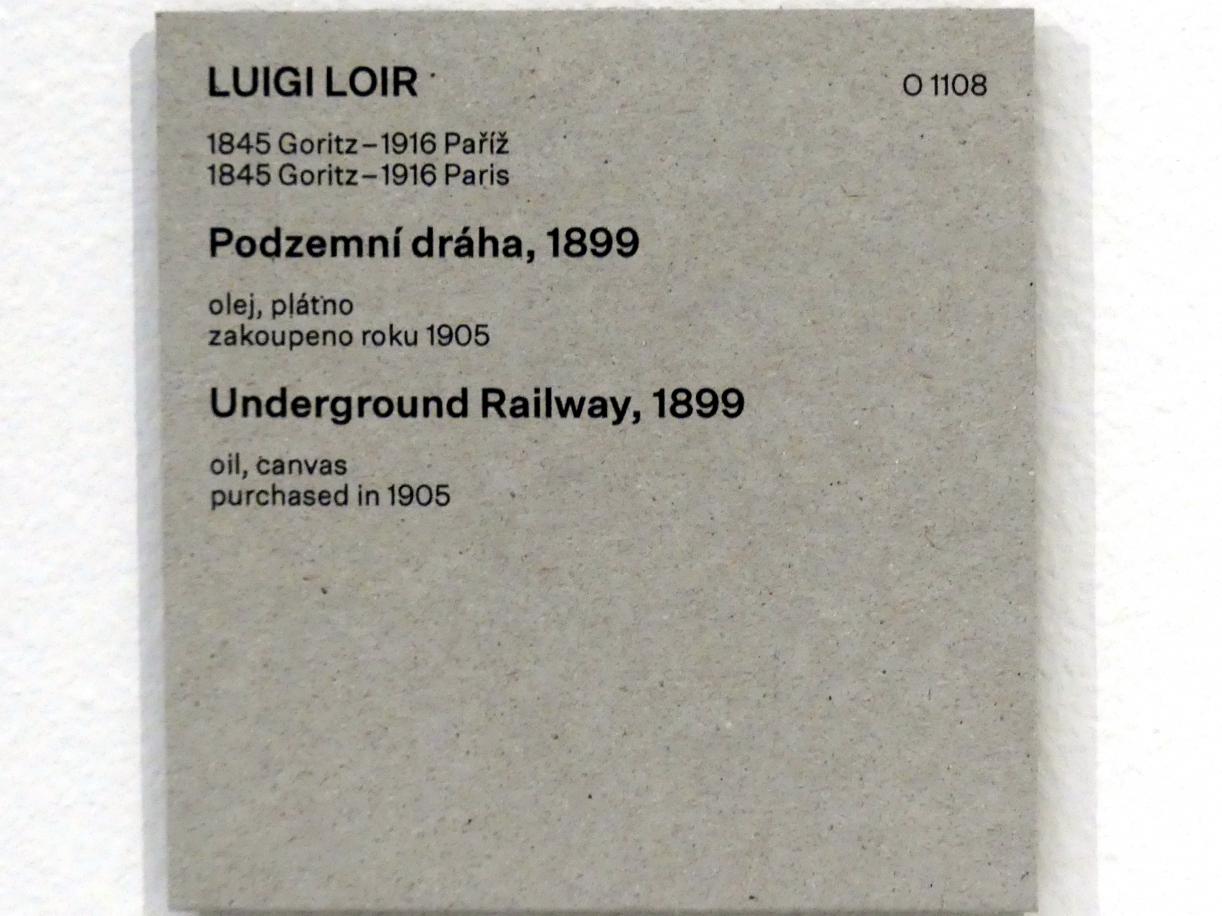 LUIGI LOIR O 1108
1845 Goritz–1916 Paříž
1845 Goritz–1916 Paris
Podzemní dráha, 1899
olej, plátno
zakoupeno roku 1905
Underground Railway, 1899
oil, canvas
purchased in 1905